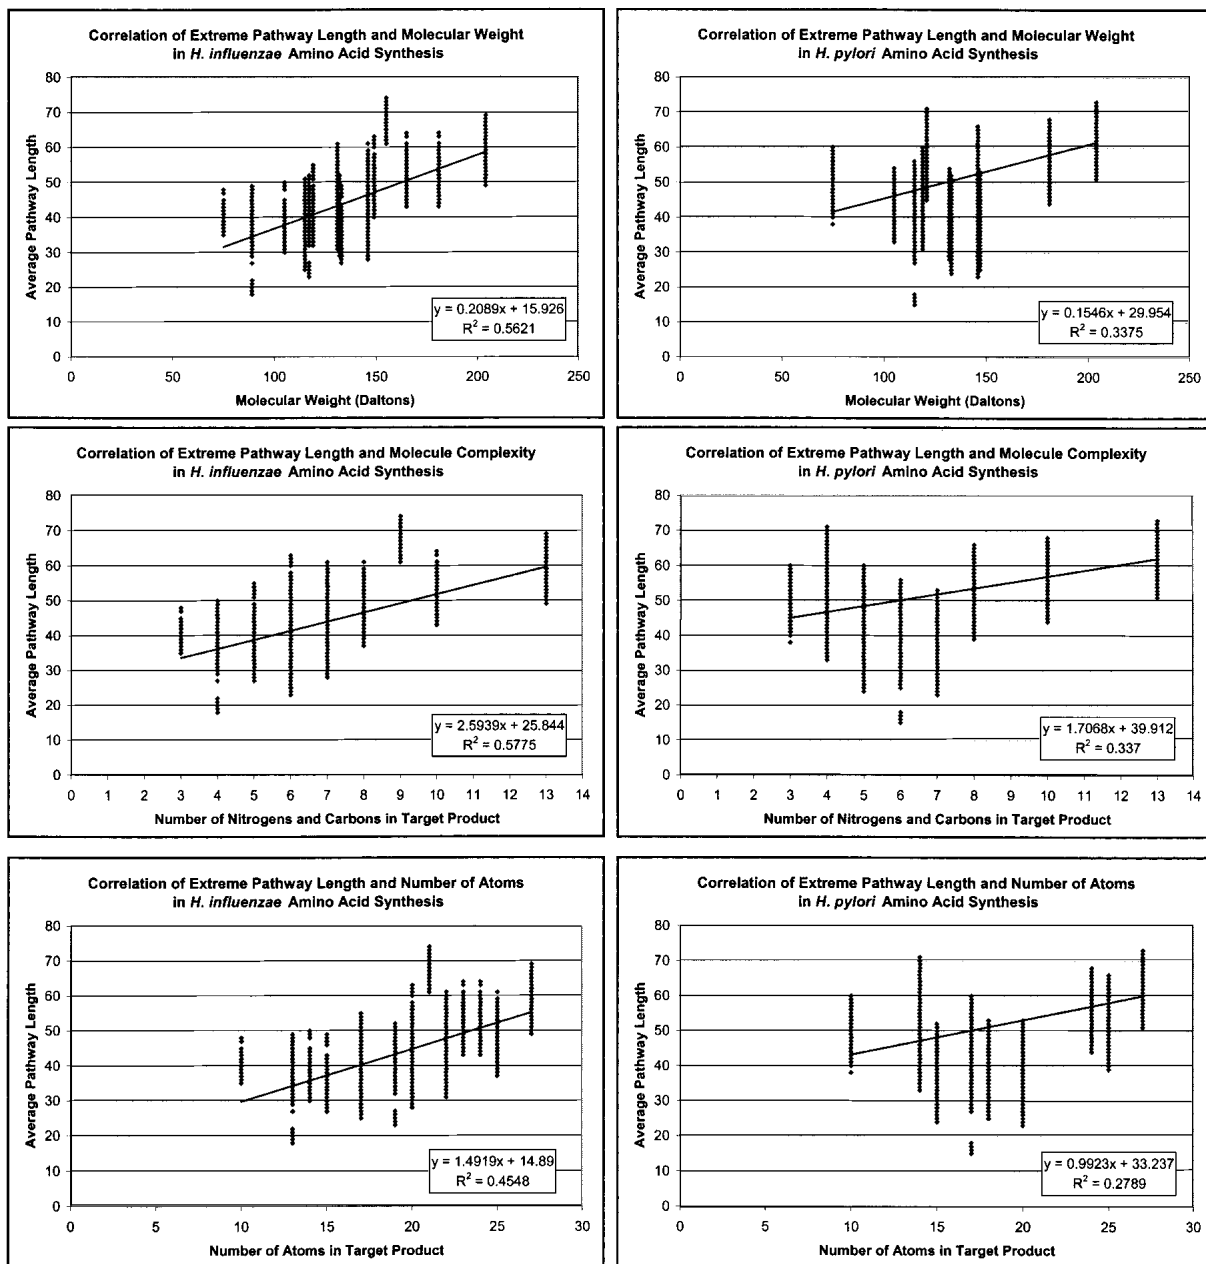 Correlation of Extreme Pathway Length and Molecular Weight
in H. influenzae Amino Acid Synthesis
Average Pathway Length
80
70
60
50
40
30
20
10
0
y = 0.2089x + 15.926
R² = 0.5621
0 50 100 150 200 250
Molecular Weight (Daltons)
Correlation of Extreme Pathway Length and Molecular Weight
in H. pylori Amino Acid Synthesis
Average Pathway Length
80
70
60
50
40
30
20
10
0
y = 0.1546x + 29.954
R² = 0.3375
0 50 100 150 200 250
Molecular Weight (Daltons)
Correlation of Extreme Pathway Length and Molecule Complexity
in H. influenzae Amino Acid Synthesis
Average Pathway Length
80
70
60
50
40
30
20
10
0
y = 2.5939x + 25.844
R² = 0.5775
0 1 2 3 4 5 6 7 8 9 10 11 12 13 14
Number of Nitrogens and Carbons in Target Product
Correlation of Extreme Pathway Length and Molecule Complexity
in H. pylori Amino Acid Synthesis
Average Pathway Length
80
70
60
50
40
30
20
10
0
y = 1.7068x + 39.912
R² = 0.337
0 1 2 3 4 5 6 7 8 9 10 11 12 13 14
Number of Nitrogens and Carbons in Target Product
Correlation of Extreme Pathway Length and Number of Atoms
in H. influenzae Amino Acid Synthesis
Average Pathway Length
80
70
60
50
40
30
20
10
0
y = 1.4919x + 14.89
R² = 0.4548
0 5 10 15 20 25 30
Number of Atoms in Target Product
Correlation of Extreme Pathway Length and Number of Atoms
in H. pylori Amino Acid Synthesis
Average Pathway Length
80
70
60
50
40
30
20
10
0
y = 0.9923x + 33.237
R² = 0.2789
0 5 10 15 20 25 30
Number of Atoms in Target Product